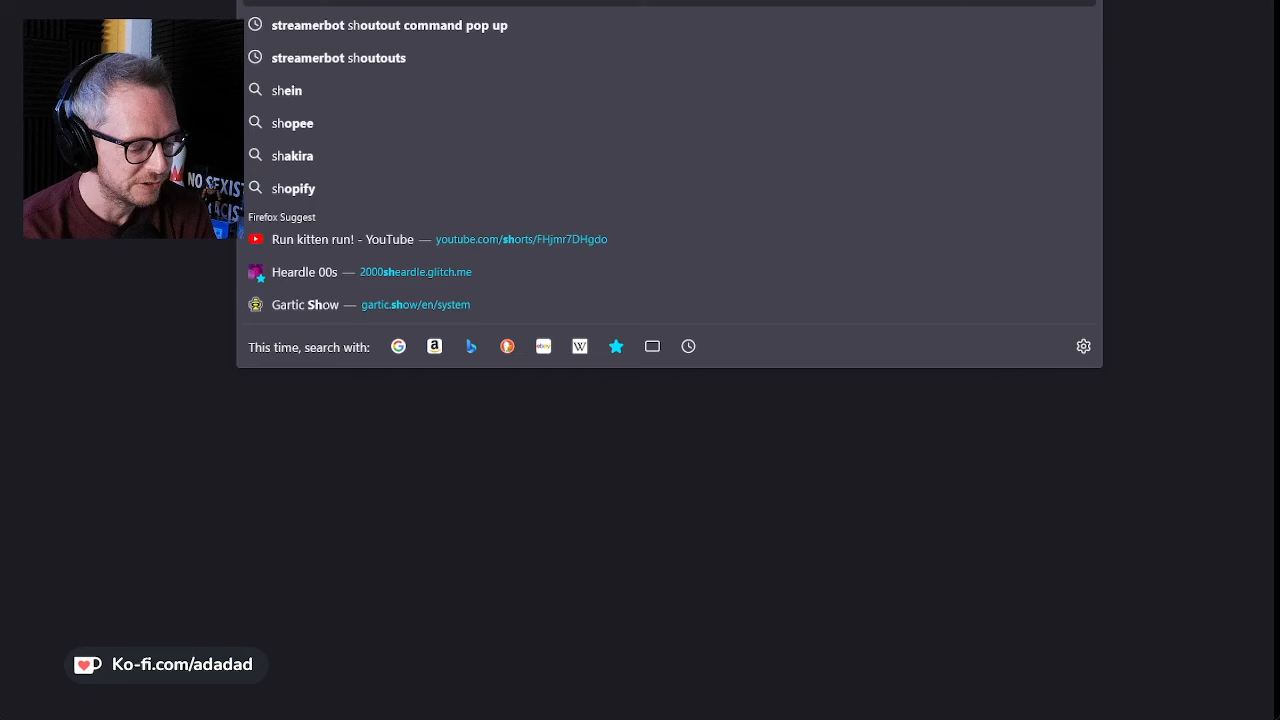 streamerbot shoutout command pop up
streamerbot shoutouts
shein
shopee
shakira
shopify
Firefox Suggest
Run kitten run! - YouTube — youtube.com/shorts/FHjmr7DHgdo
Heardle 00s — 2000sheardle.glitch.me
Gartic Show — gartic.show/en/system
This time, search with:
NO SEXIST
Ko-fi.com/adadad